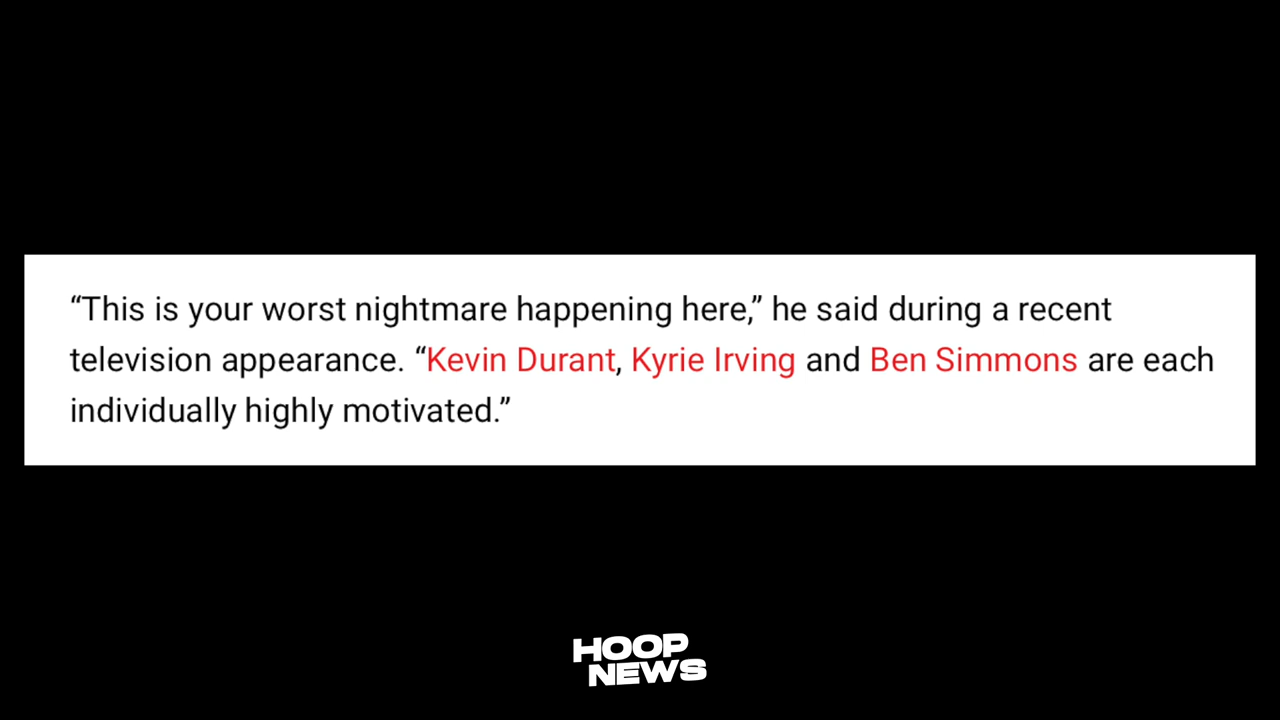 “This is your worst nightmare happening here,” he said during a recent
television appearance. “Kevin Durant, Kyrie Irving and Ben Simmons are each
individually highly motivated.”
HOOP
NEWS